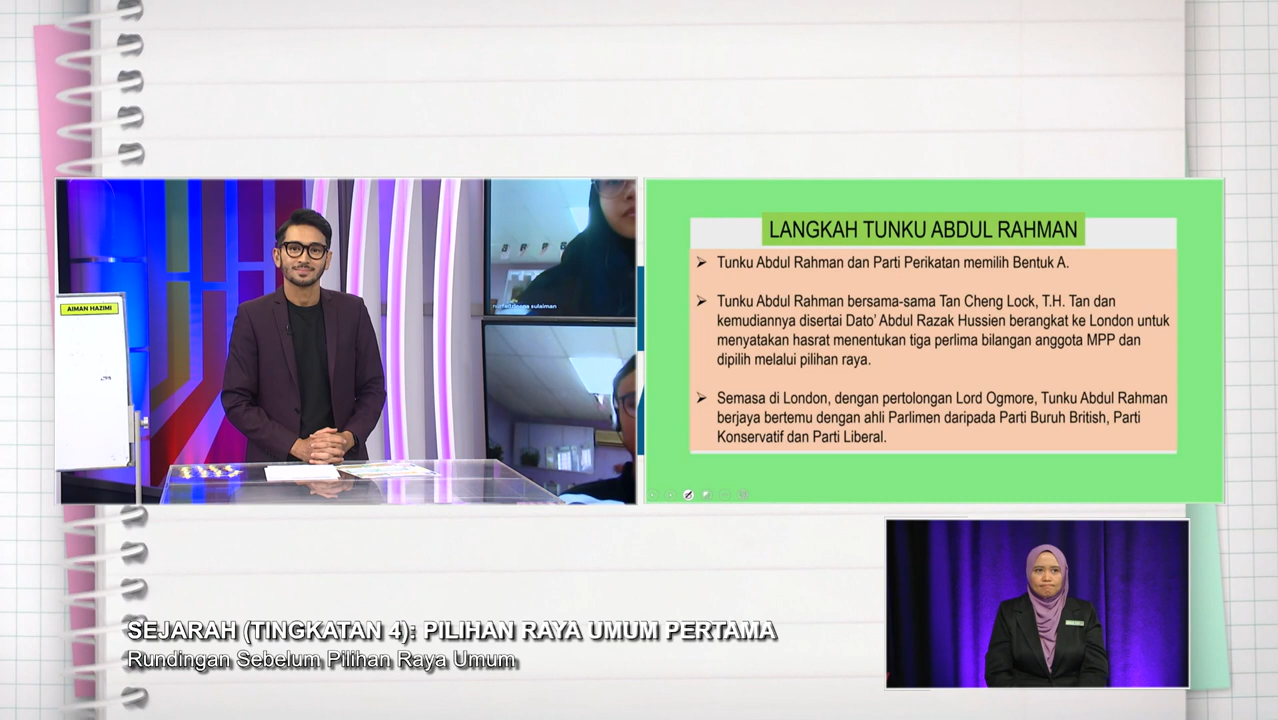 AIMAN HAZIMI
sulaiman
LANGKAH TUNKU ABDUL RAHMAN
Tunku Abdul Rahman dan Parti Perikatan memilih Bentuk A.
Tunku Abdul Rahman bersama-sama Tan Cheng Lock, T.H. Tan dan
kemudiannya disertai Dato’ Abdul Razak Hussien berangkat ke London untuk
menyatakan hasrat menentukan tiga perlima bilangan anggota MPP dan
dipilih melalui pilihan raya.
Semasa di London, dengan pertolongan Lord Ogmore, Tunku Abdul Rahman
berjaya bertemu dengan ahli Parlimen daripada Parti Buruh British, Parti
Konservatif dan Parti Liberal.
SEJARAH (TINGKATAN 4): PILIHAN RAYA UMUM PERTAMA
Rundingan Sebelum Pilihan Raya Umum